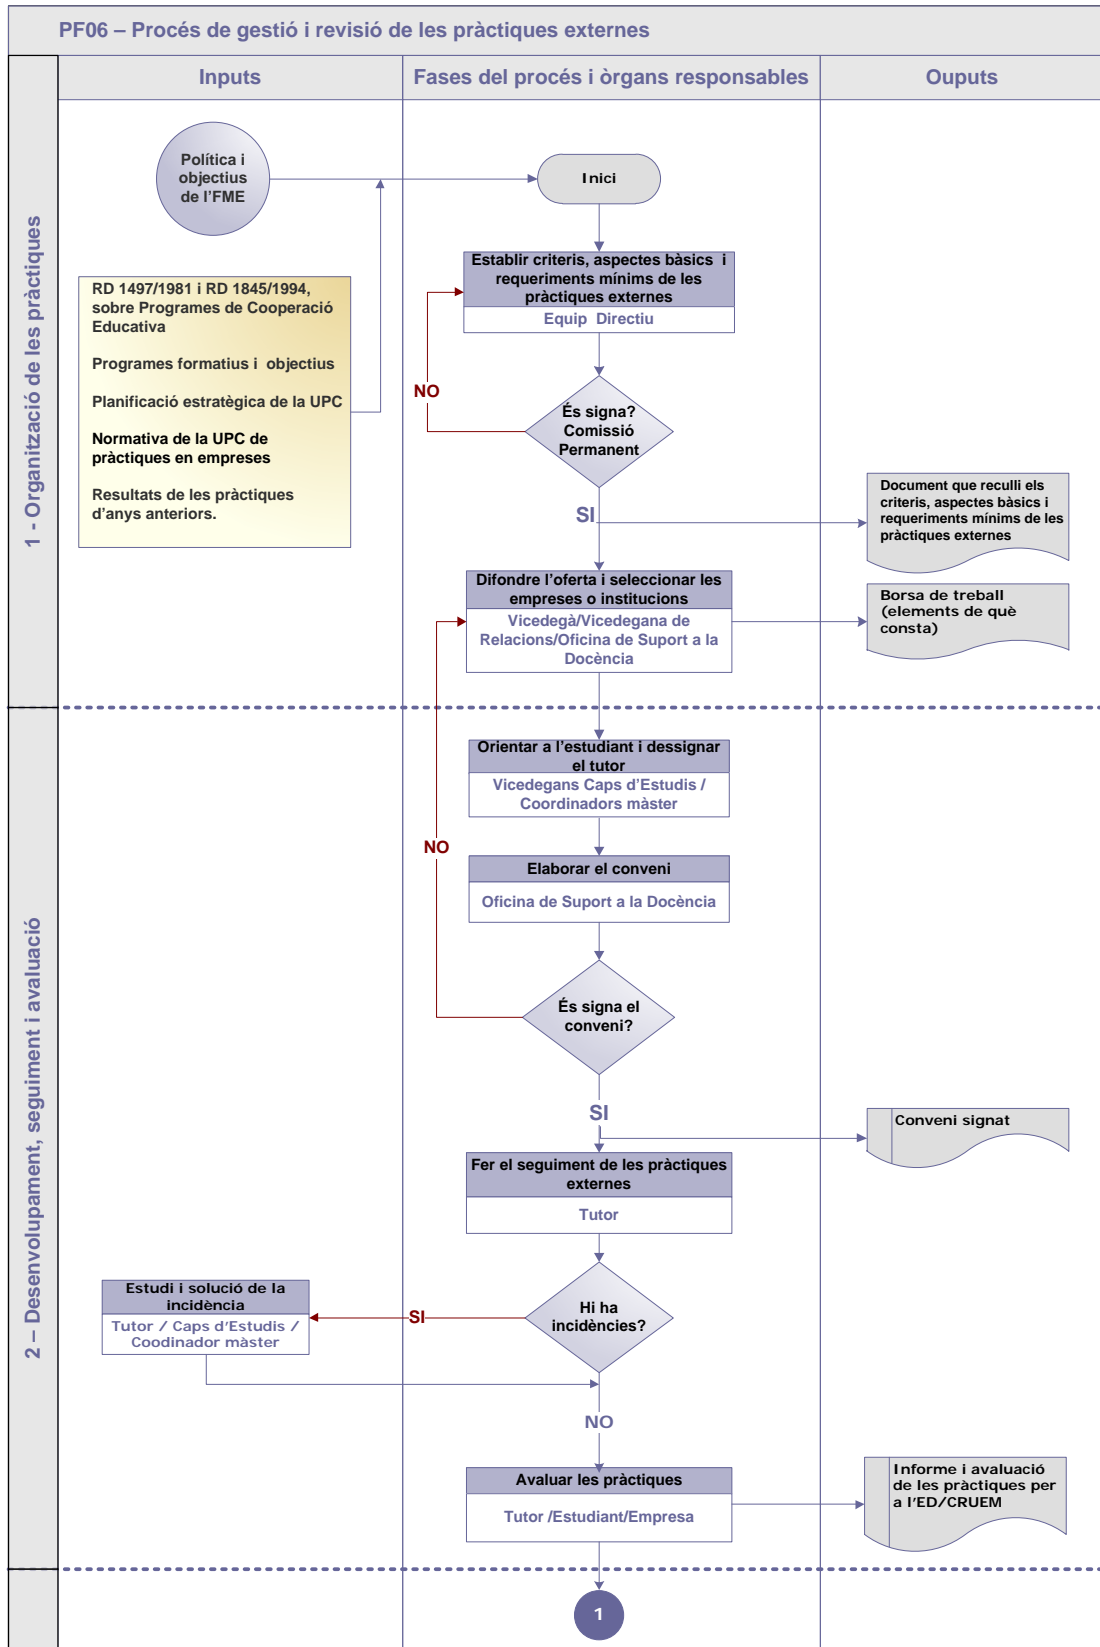 PF06 – Procés de gestió i revisió de les pràctiques externes
Inputs
Fases del procés i òrgans responsables
Ouputs
1 - Organització de les pràctiques
Política i
objectius
de l'FME
Inici
RD 1497/1981 i RD 1845/1994,
sobre Programes de Cooperació
Educativa
Programes formatius i objectius
Planificació estratègica de la UPC
Normativa de la UPC de
pràctiques en empreses
Resultats de les pràctiques
d'anys anteriors.
Establir criteris, aspectes bàsics i
requeriments mínims de les
pràctiques externes
Equip Directiu
NO
És signa?
Comissió
Permanent
SI
Document que reculli els
criteris, aspectes bàsics i
requeriments mínims de les
pràctiques externes
Difondre l'oferta i seleccionar les
empreses o institucions
Vicedegà/Vicedegana de
Relacions/Oficina de Suport a la
Docència
Borsa de treball
(elements de què
consta)
2 – Desenvolupament, seguiment i avaluació
Orientar a l'estudiant i dessignar
el tutor
Vicedegans Caps d'Estudis /
Coordinadors màster
NO
Elaborar el conveni
Oficina de Suport a la Docència
És signa el
conveni?
SI
Conveni signat
Fer el seguiment de les pràctiques
externes
Tutor
Estudi i solució de la
incidència
Tutor / Caps d'Estudis /
Coodinador màster
SI
Hi ha
incidències?
NO
Avaluar les pràctiques
Tutor /Estudiant/Empresa
Informe i avaluació
de les pràctiques per
a l'ED/CRUEM
1